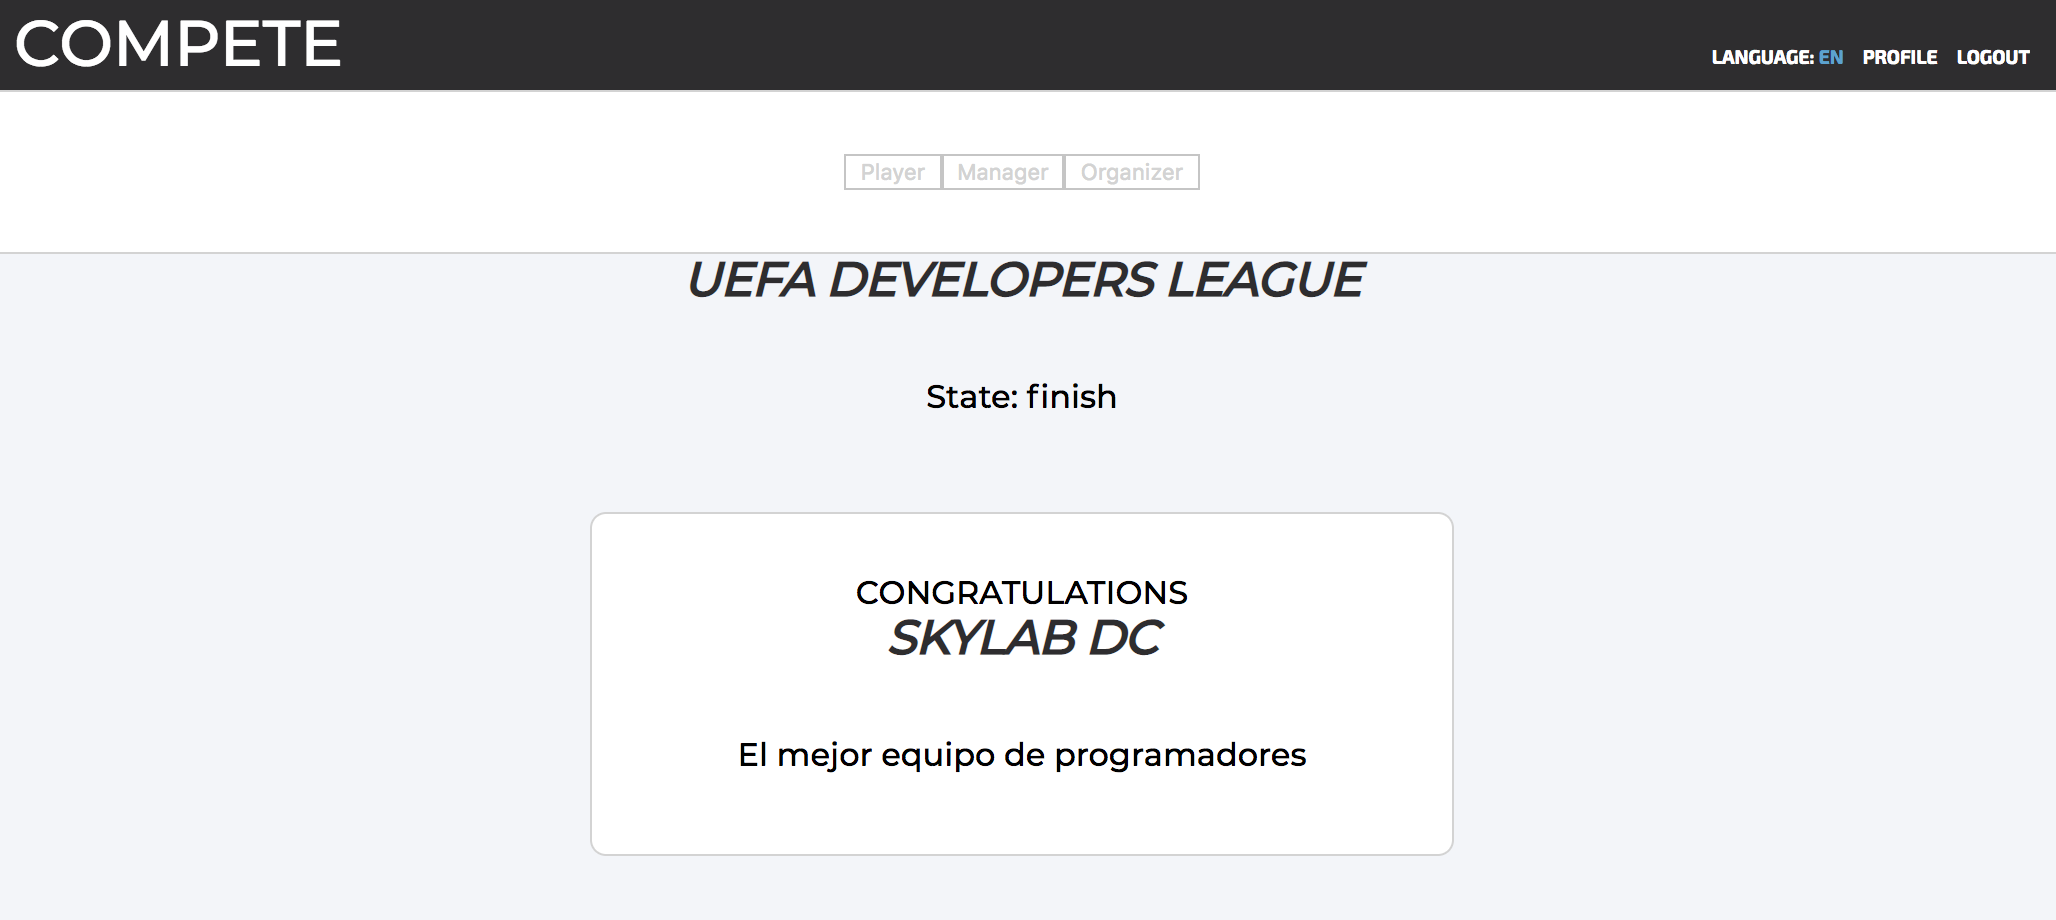 COMPETE
LANGUAGE: EN PROFILE LOGOUT
Player Manager Organizer
UEFA DEVELOPERS LEAGUE
State: finish
CONGRATULATIONS
SKYLAB DC
El mejor equipo de programadores